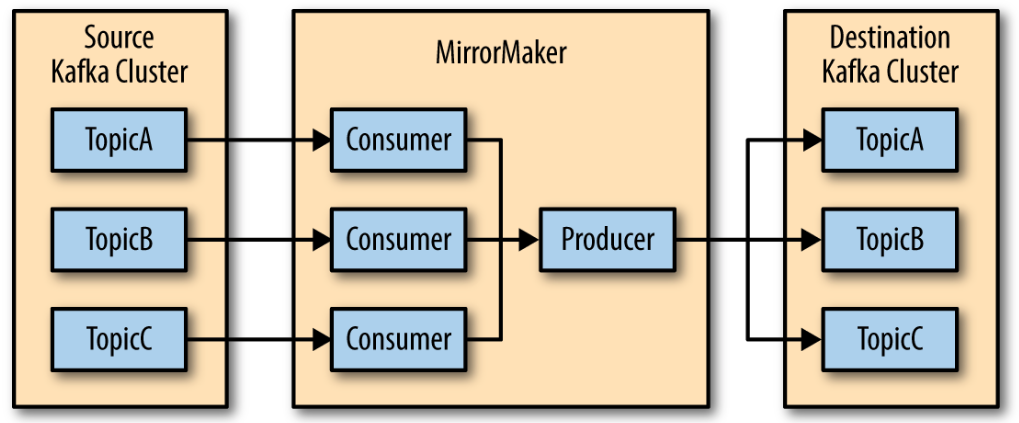 Source
Kafka Cluster
TopicA
TopicB
TopicC
MirrorMaker
Consumer
Consumer
Consumer
Producer
Destination
Kafka Cluster
TopicA
TopicB
TopicC